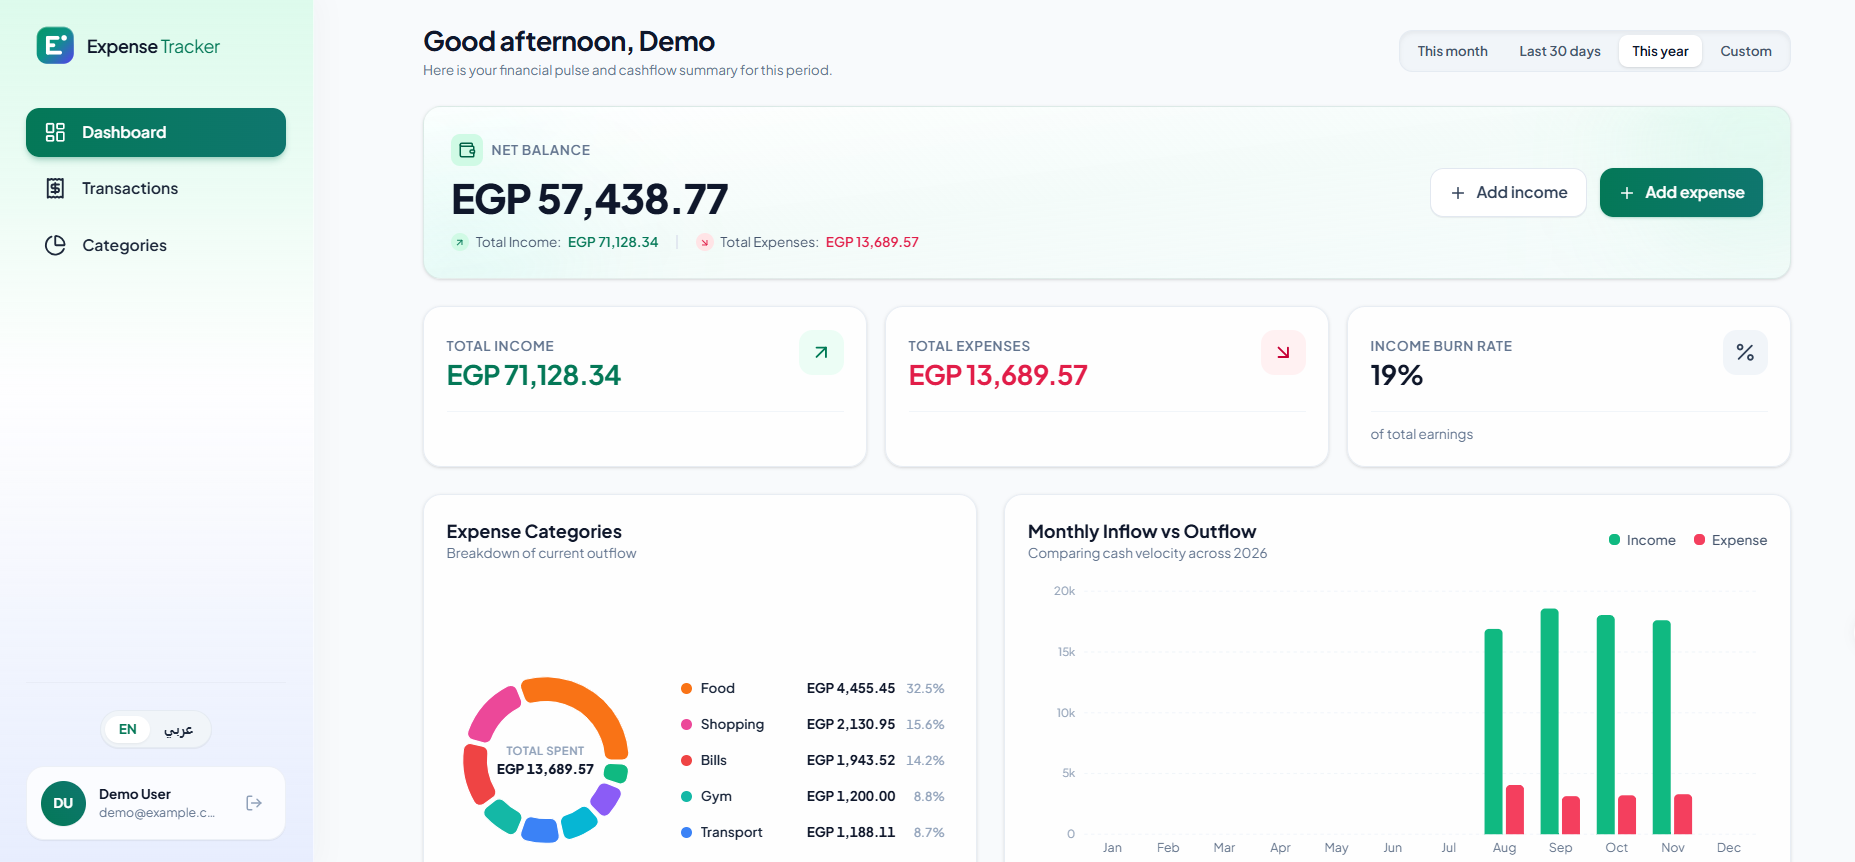 Expense Tracker
Dashboard
Transactions
Categories
EN عربي
DU
Demo User
demo@example.c...
Good afternoon, Demo
Here is your financial pulse and cashflow summary for this period.
This month Last 30 days This year Custom
NET BALANCE
EGP 57,438.77
Total Income: EGP 71,128.34 Total Expenses: EGP 13,689.57
+ Add income + Add expense
TOTAL INCOME
EGP 71,128.34
TOTAL EXPENSES
EGP 13,689.57
INCOME BURN RATE
19%
of total earnings
Expense Categories
Breakdown of current outflow
TOTAL SPENT
EGP 13,689.57
Food EGP 4,455.45 32.5%
Shopping EGP 2,130.95 15.6%
Bills EGP 1,943.52 14.2%
Gym EGP 1,200.00 8.8%
Transport EGP 1,188.11 8.7%
Monthly Inflow vs Outflow
Comparing cash velocity across 2026
Income Expense
20k
15k
10k
5k
0
Jan Feb Mar Apr May Jun Jul Aug Sep Oct Nov Dec